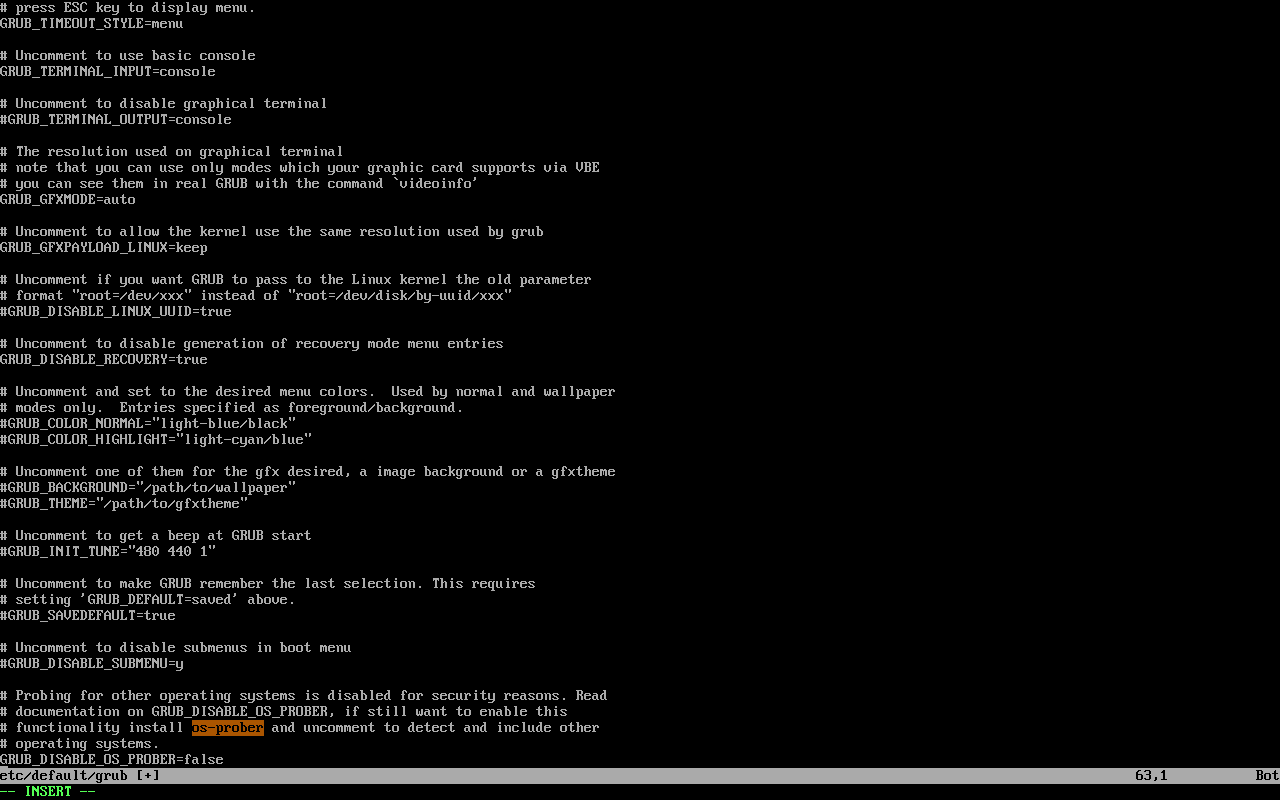 # press ESC key to display menu.
GRUB_TIMEOUT_STYLE=menu

# Uncomment to use basic console
GRUB_TERMINAL_INPUT=console

# Uncomment to disable graphical terminal
#GRUB_TERMINAL_OUTPUT=console

# The resolution used on graphical terminal
# note that you can use only modes which your graphic card supports via VBE
# you can see them in real GRUB with the command `videoinfo'
GRUB_GFXMODE=auto

# Uncomment to allow the kernel use the same resolution used by grub
GRUB_GFXPAYLOAD_LINUX=keep

# Uncomment if you want GRUB to pass to the Linux kernel the old parameter
# format "root=/dev/xxx" instead of "root=/dev/disk/by-uuid/xxx"
#GRUB_DISABLE_LINUX_UUID=true

# Uncomment to disable generation of recovery mode menu entries
GRUB_DISABLE_RECOVERY=true

# Uncomment and set to the desired menu colors.  Used by normal and wallpaper
# modes only.  Entries specified as foreground/background.
#GRUB_COLOR_NORMAL="light-blue/black"
#GRUB_COLOR_HIGHLIGHT="light-cyan/blue"

# Uncomment one of them for the gfx desired, a image background or a gfxtheme
#GRUB_BACKGROUND="/path/to/wallpaper"
#GRUB_THEME="/path/to/gfxtheme"

# Uncomment to get a beep at GRUB start
#GRUB_INIT_TUNE="480 440 1"

# Uncomment to make GRUB remember the last selection. This requires
# setting 'GRUB_DEFAULT=saved' above.
#GRUB_SAVEDEFAULT=true

# Uncomment to disable submenus in boot menu
#GRUB_DISABLE_SUBMENU=y

# Probing for other operating systems is disabled for security reasons. Read
# documentation on GRUB_DISABLE_OS_PROBER, if still want to enable this
# functionality install os-prober and uncomment to detect and include other
# operating systems.
GRUB_DISABLE_OS_PROBER=false
etc/default/grub [+] 63,1 Bot
-- INSERT --